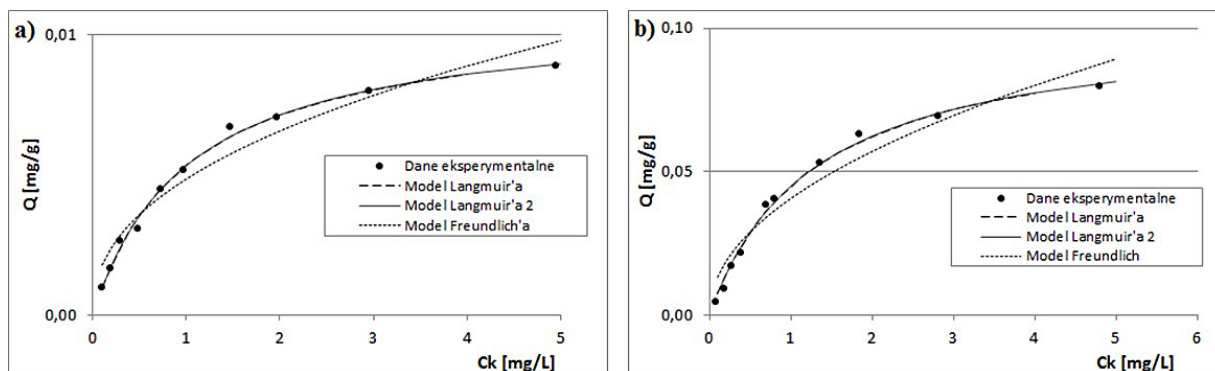 a)
0,01
Q [mg/g]
Dane eksperymentalne
Model Langmuir'a
Model Langmuir'a 2
Model Freundlich'a
0,00
0 1 2 3 4 5
Ck [mg/L]
b)
0,10
Q [mg/g]
0,05
Dane eksperymentalne
Model Langmuir'a
Model Langmuir'a 2
Model Freundlich
0,00
0 1 2 3 4 5 6
Ck [mg/L]